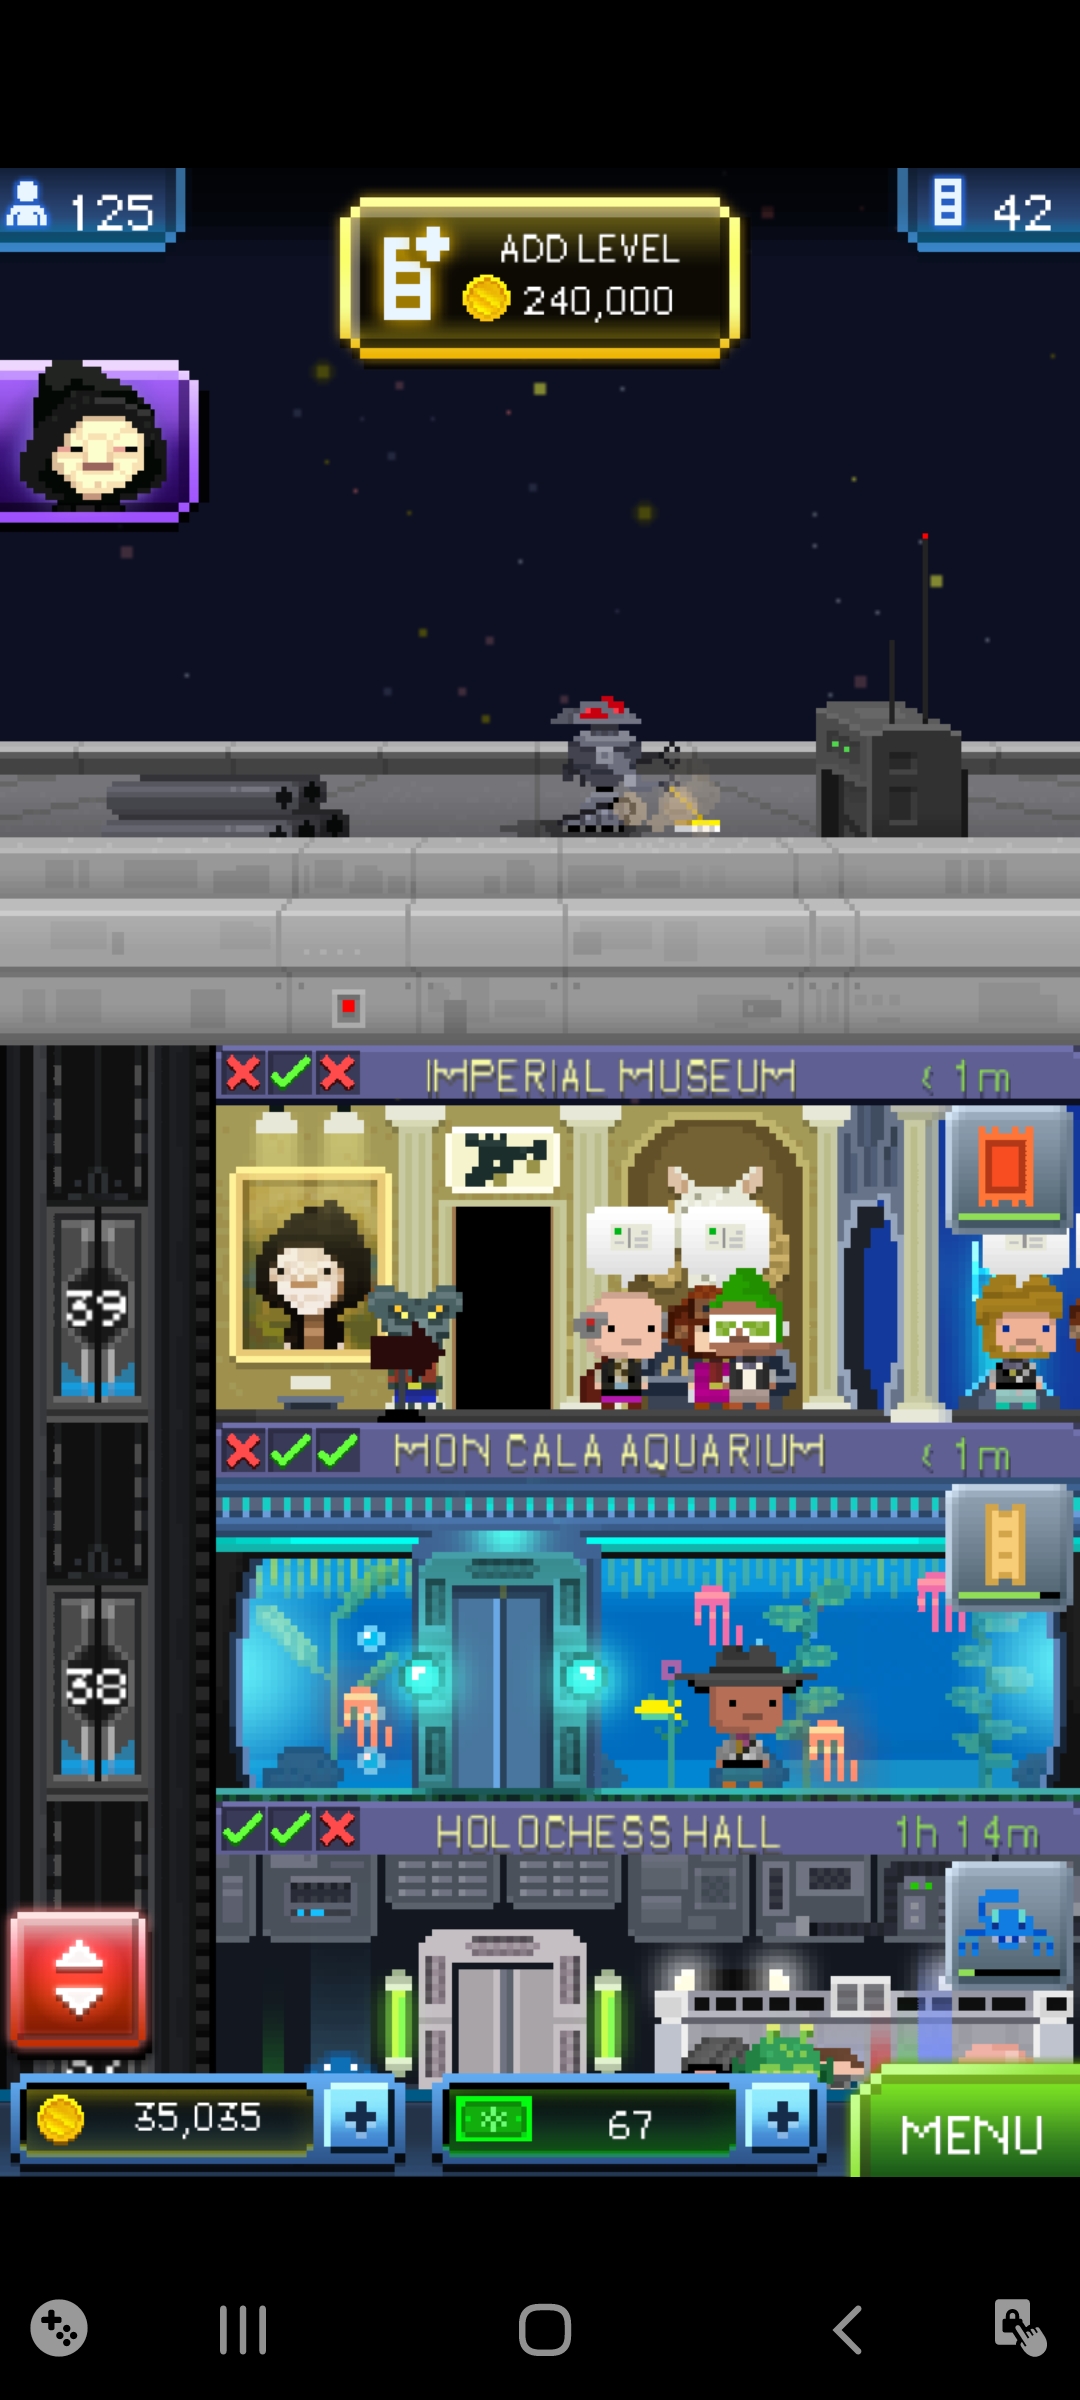 125
ADD LEVEL
240,000
42
IMPERIAL MUSEUM
< 1m
39
MON CALA AQUARIUM
< 1m
38
HOLOCHESS HALL
1h 14m
35,035
67
MENU